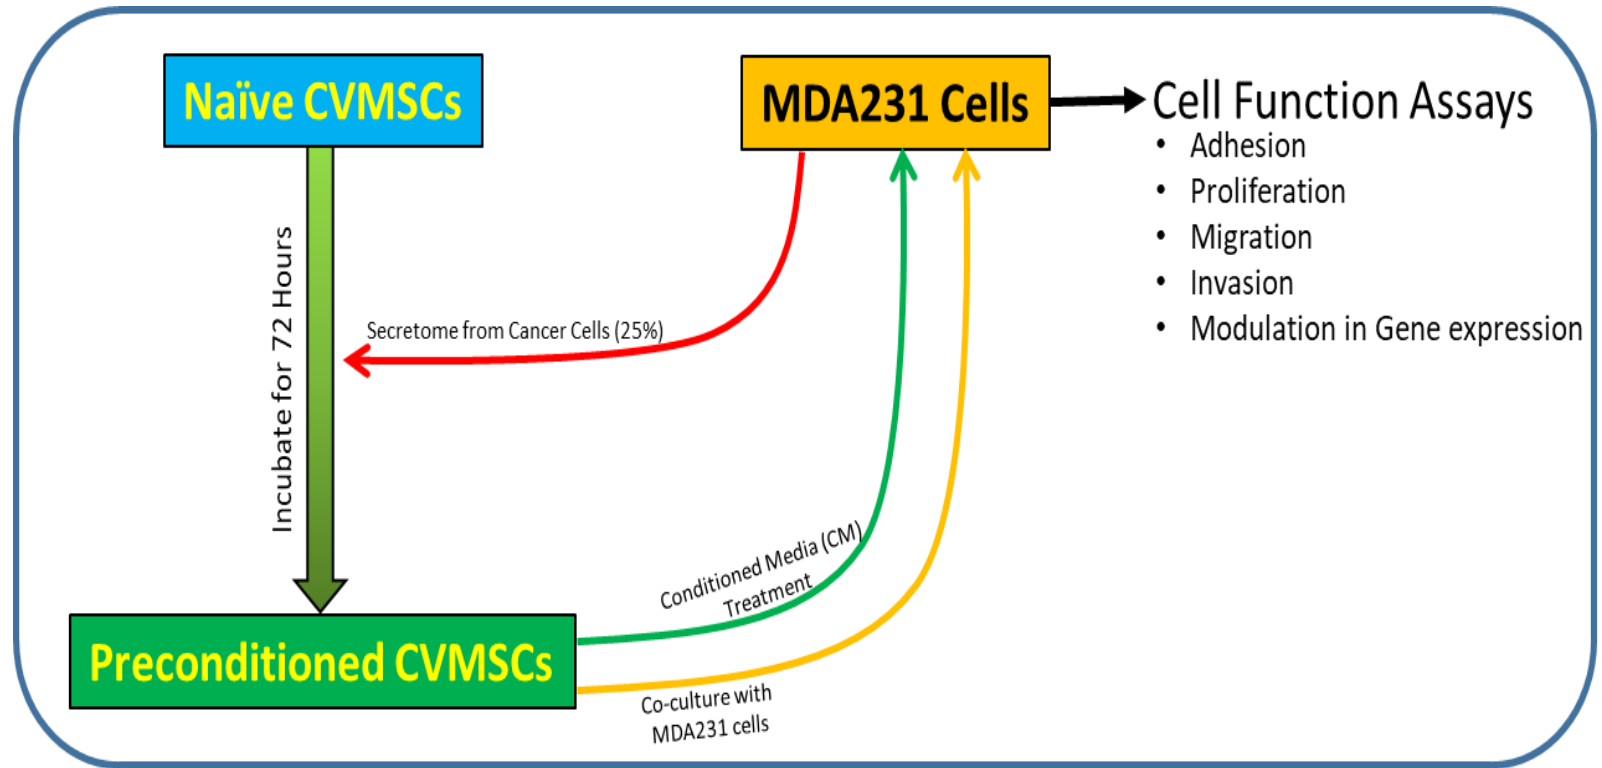 Naïve CVMSCs
MDA231 Cells
Cell Function Assays
• Adhesion
• Proliferation
• Migration
• Invasion
• Modulation in Gene expression
Incubate for 72 Hours
Secretome from Cancer Cells (25%)
Conditioned Media (CM)
Treatment
Preconditioned CVMSCs
Co-culture with
MDA231 cells